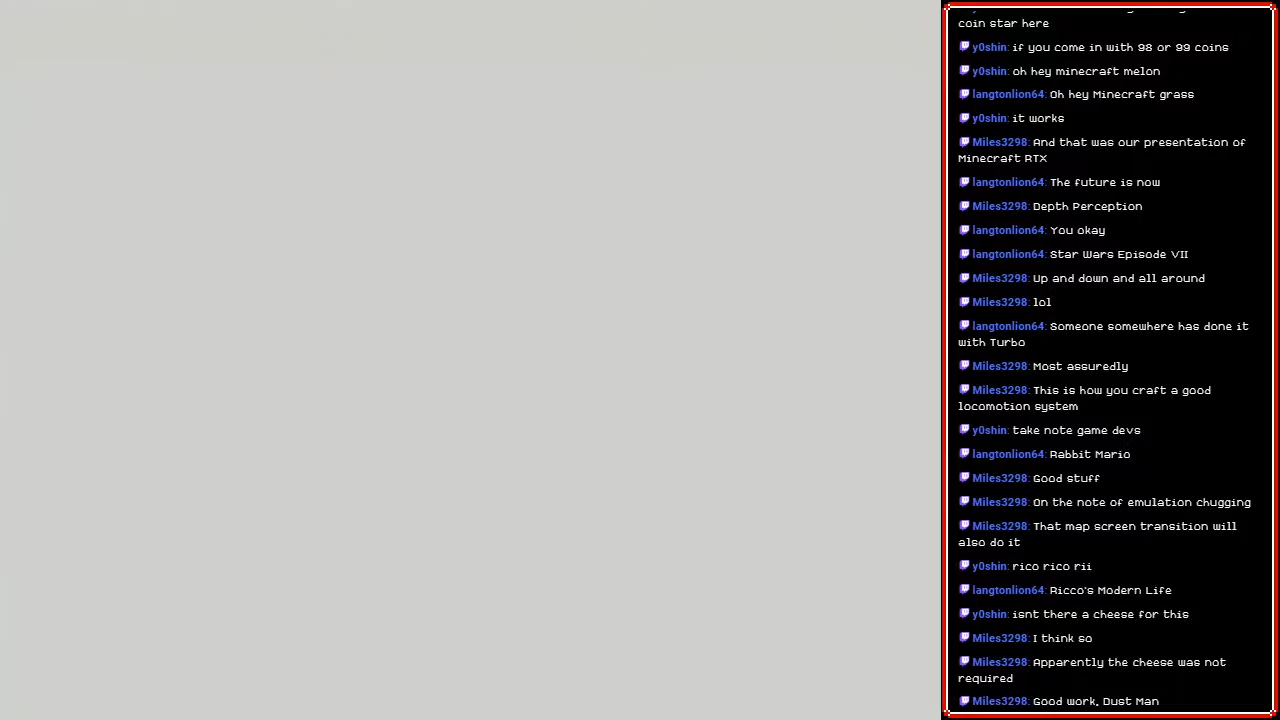 coin star here
y0shin: if you come in with 98 or 99 coins
y0shin: oh hey minecraft melon
langtonlion64: Oh hey Minecraft grass
y0shin: it works
Miles3298: And that was our presentation of
Minecraft RTX
langtonlion64: The future is now
Miles3298: Depth Perception
langtonlion64: You okay
langtonlion64: Star Wars Episode VII
Miles3298: Up and down and all around
Miles3298: lol
langtonlion64: Someone somewhere has done it
with Turbo
Miles3298: Most assuredly
Miles3298: This is how you craft a good
locomotion system
y0shin: take note game devs
langtonlion64: Rabbit Mario
Miles3298: Good stuff
Miles3298: On the note of emulation chugging
Miles3298: That map screen transition will
also do it
y0shin: rico rico rii
langtonlion64: Ricco's Modern Life
y0shin: isnt there a cheese for this
Miles3298: I think so
Miles3298: Apparently the cheese was not
required
Miles3298: Good work, Dust Man